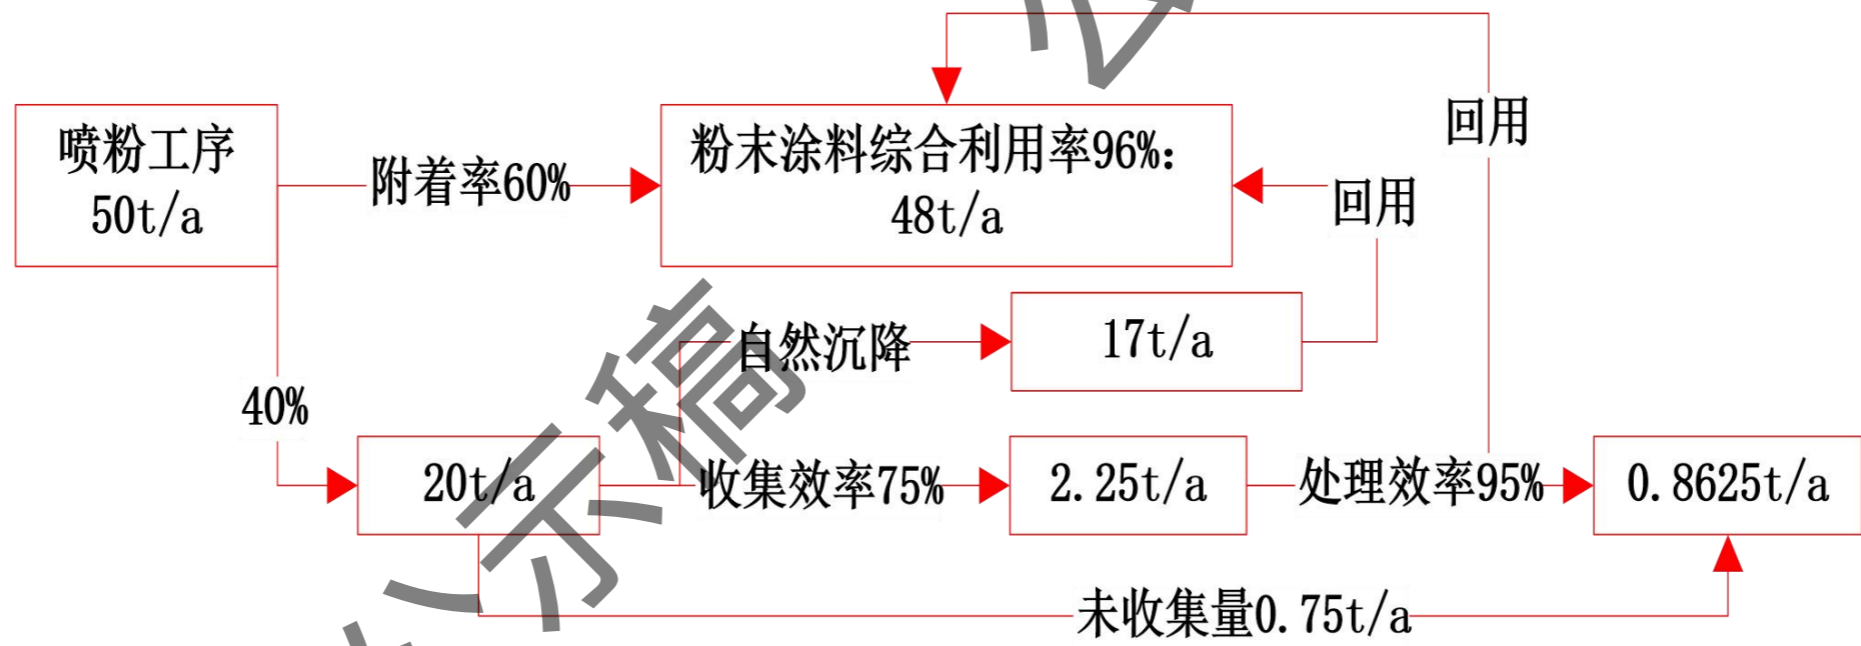 喷粉工序
50t/a
附着率60%
粉末涂料综合利用率96%:
48t/a
回用
回用
自然沉降
17t/a
40%
20t/a
收集效率75%
2.25t/a
处理效率95%
0.8625t/a
未收集量0.75t/a
示稿